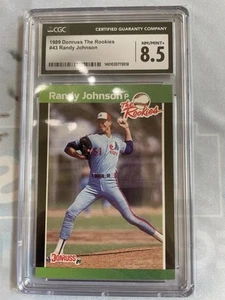 CGC
CERTIFIED GUARANTY COMPANY
1989 Donruss The Rookies
#43 Randy Johnson
NM/MINT+
8.5
Randy Johnson P
The Rookies
51
Donruss